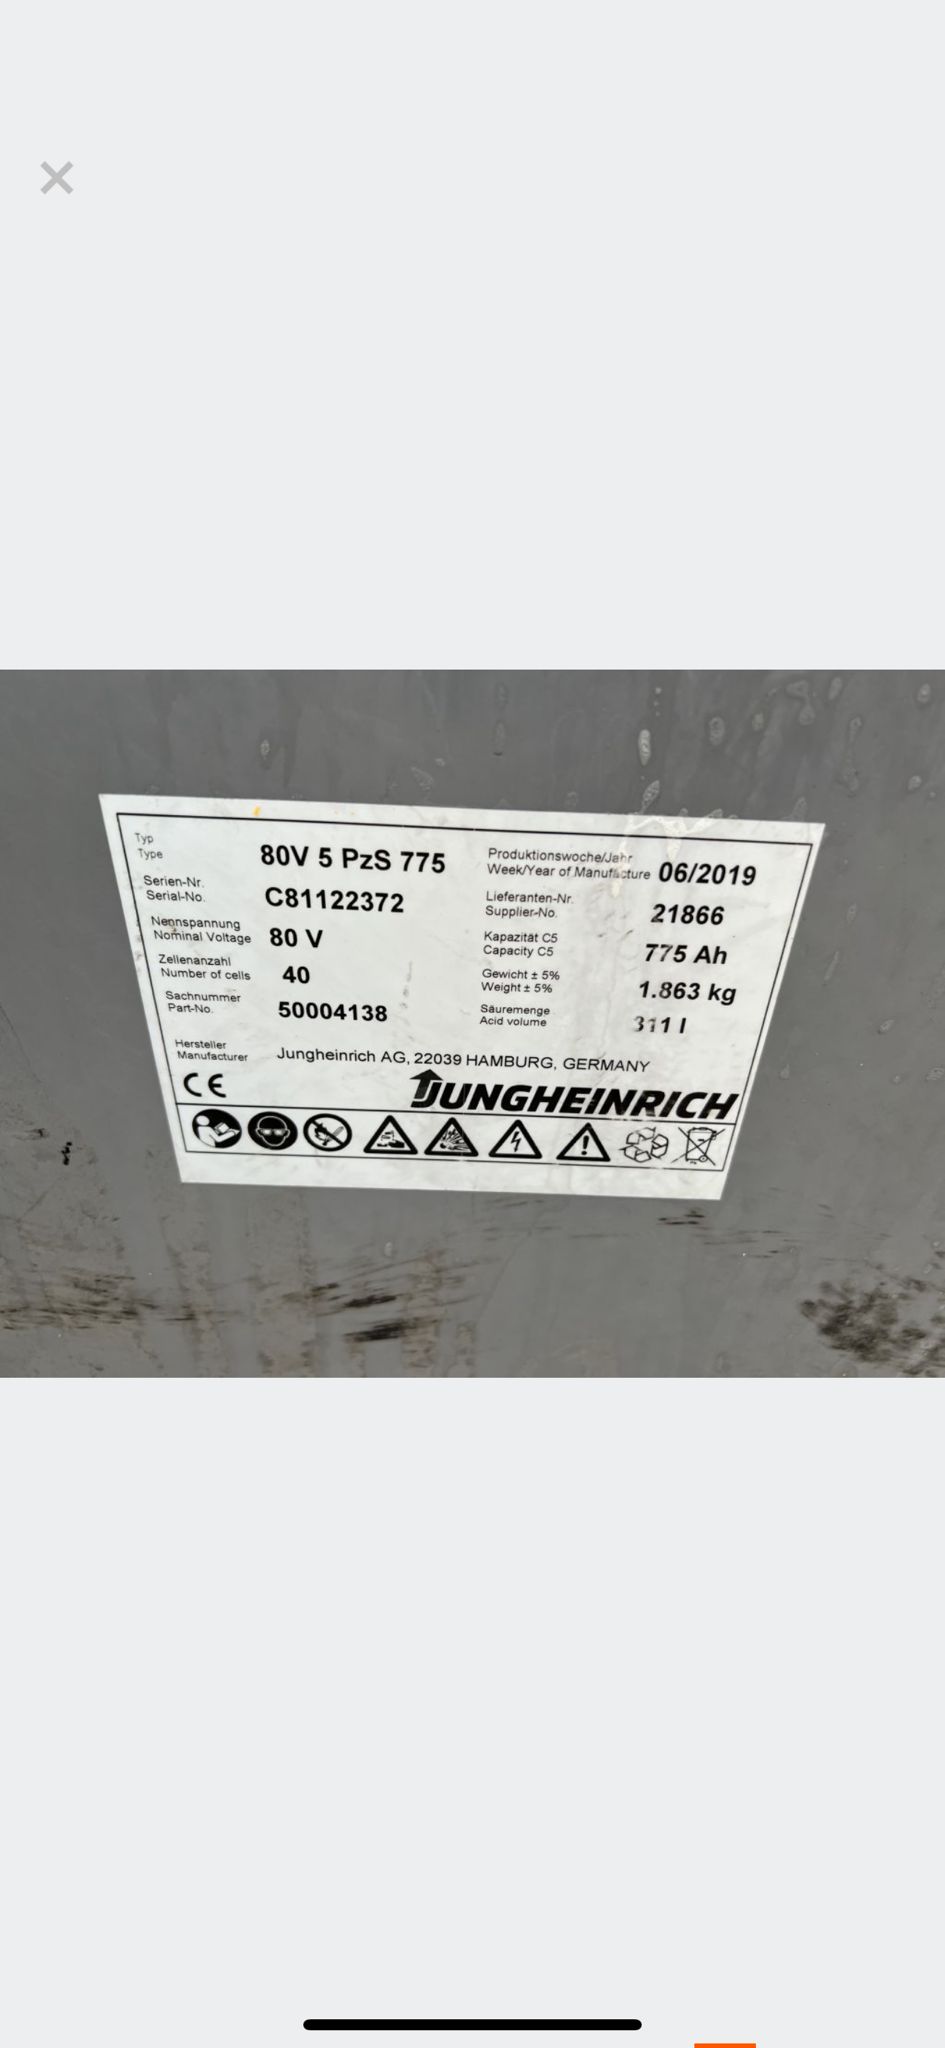 Typ
Type
80V 5 PzS 775
Produktionswoche/Jahr
Week/Year of Manufacture
06/2019
Serien-Nr.
Serial-No.
C81122372
Lieferanten-Nr.
Supplier-No.
21866
Nennspannung
Nominal Voltage
80 V
Kapazität C5
Capacity C5
775 Ah
Zellenanzahl
Number of cells
40
Gewicht ± 5%
Weight ± 5%
1.863 kg
Sachnummer
Part-No.
50004138
Säuremenge
Acid volume
311 l
Hersteller
Manufacturer
Jungheinrich AG, 22039 HAMBURG, GERMANY
CE
JUNGHEINRICH